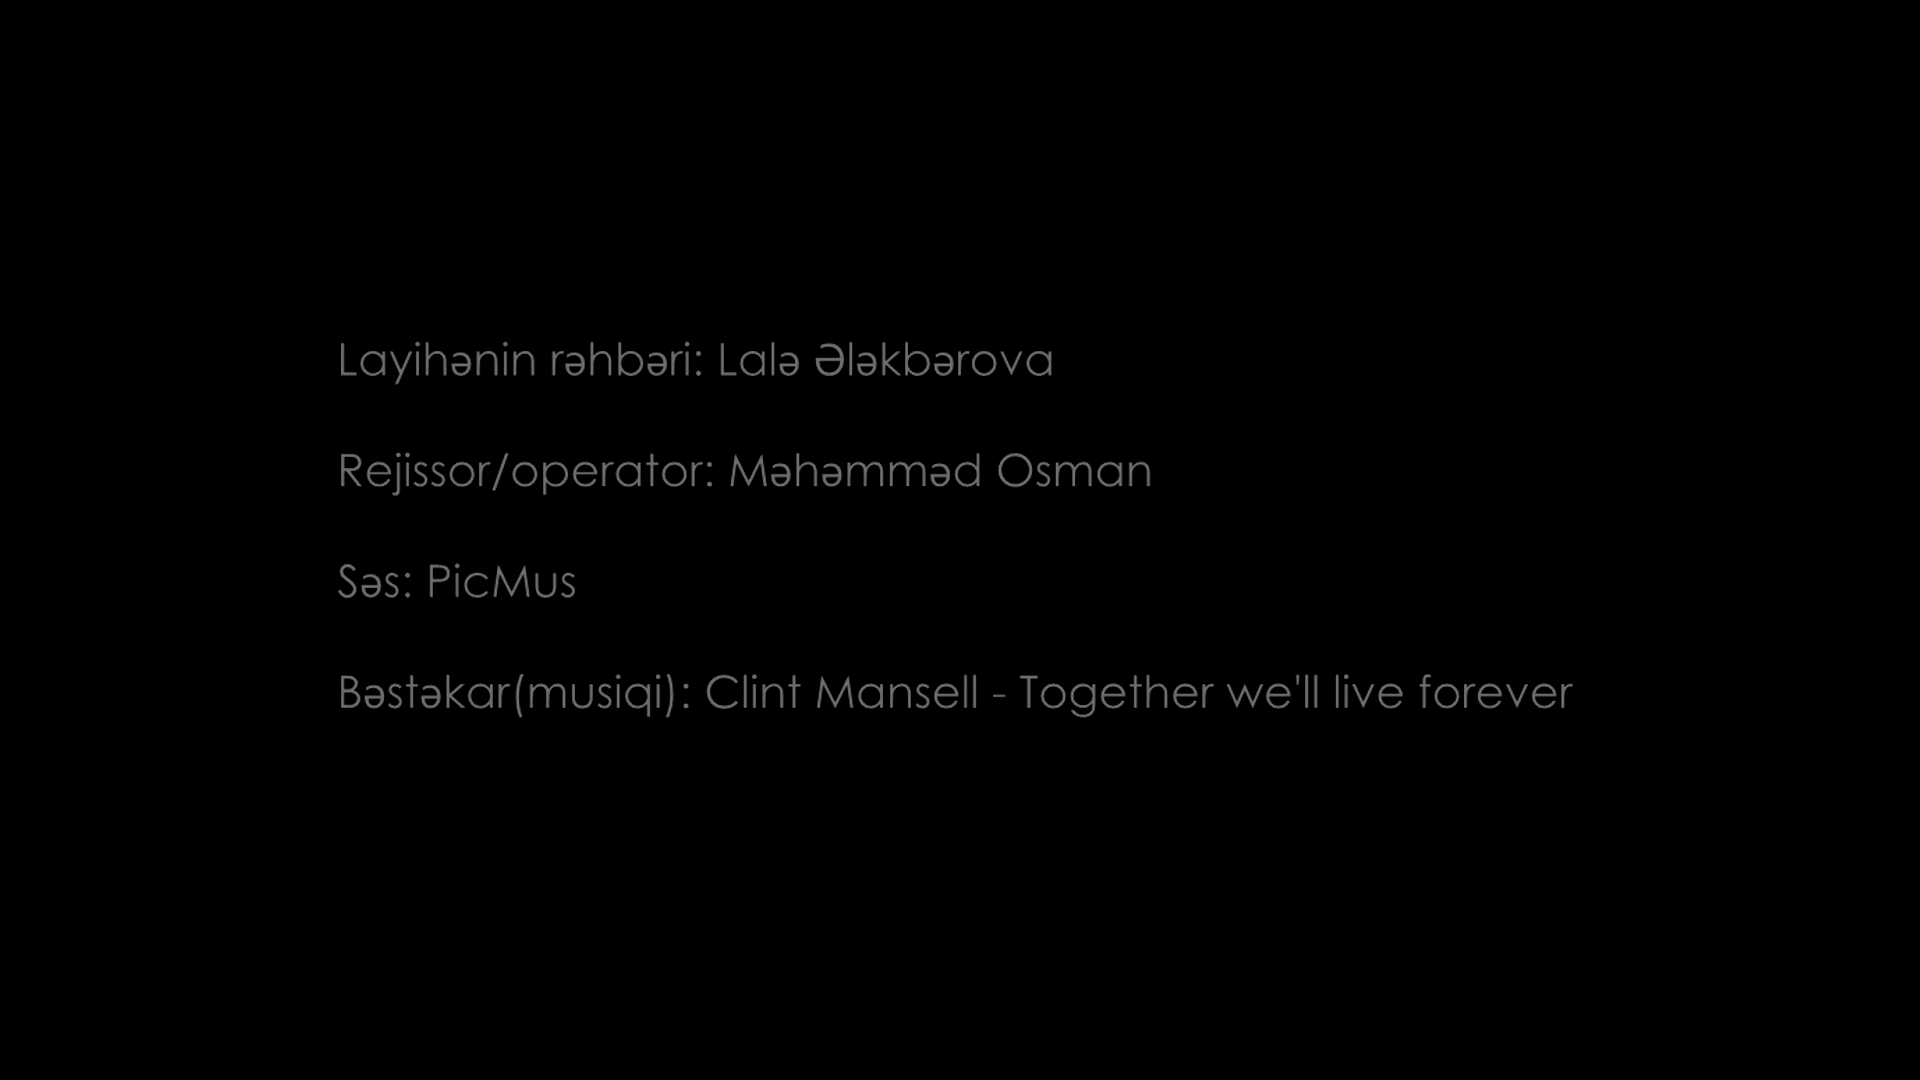 Layihənin rəhbəri: Lalə Ələkbərova
Rejissor/operator: Məhəmməd Osman
Səs: PicMus
Bəstəkar(musiqi): Clint Mansell - Together we'll live forever